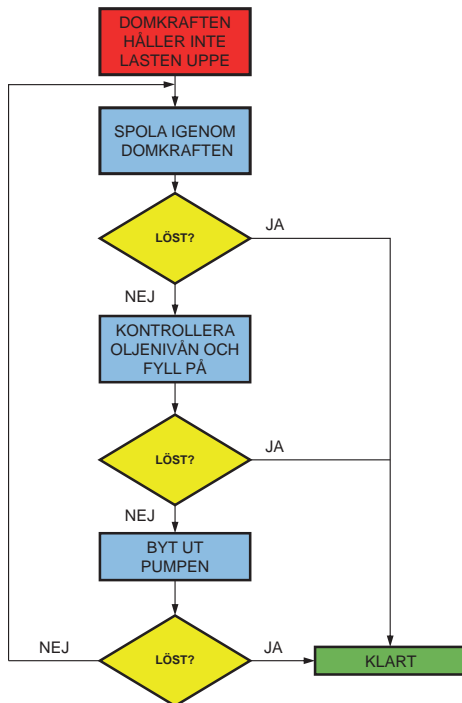 DOMKRAFTEN
HÅLLER INTE
LASTEN UPPE
SPOLA IGENOM
DOMKRAFTEN
LÖST?
JA
NEJ
KONTROLLERA
OLJENIVÅN OCH
FYLL PÅ
LÖST?
JA
NEJ
BYT UT
PUMPEN
NEJ
LÖST?
JA
KLART